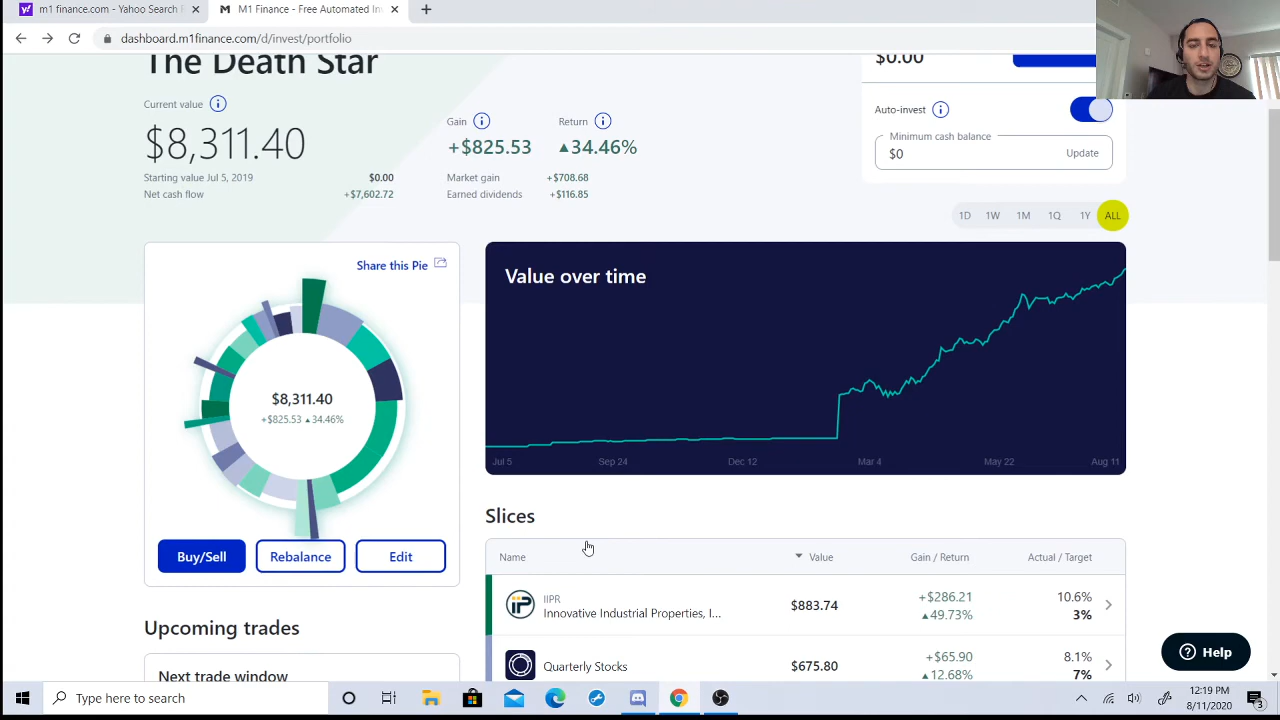 m1 finance.com - Yahoo Search
M1 Finance - Free Automated In
dashboard.m1finance.com/d/invest/portfolio
The Death Star
Current value
$8,311.40
Starting value Jul 5, 2019 $0.00
Net cash flow +$7,602.72
Gain Return
+$825.53 ▲34.46%
Market gain +$708.68
Earned dividends +$116.85
$0.00
Auto-invest
Minimum cash balance
$0 Update
1D 1W 1M 1Q 1Y ALL
Share this Pie
$8,311.40
+$825.53 ▲34.46%
Buy/Sell Rebalance Edit
Value over time
Jul 5 Sep 24 Dec 12 Mar 4 May 22 Aug 11
Slices
Name Value Gain / Return Actual / Target
IIPR
Innovative Industrial Properties, I...
$883.74
+$286.21
▲49.73%
10.6%
3%
Quarterly Stocks
$675.80
+$65.90
▲12.68%
8.1%
7%
Upcoming trades
Next trade window
Help
Type here to search
12:19 PM
8/11/2020